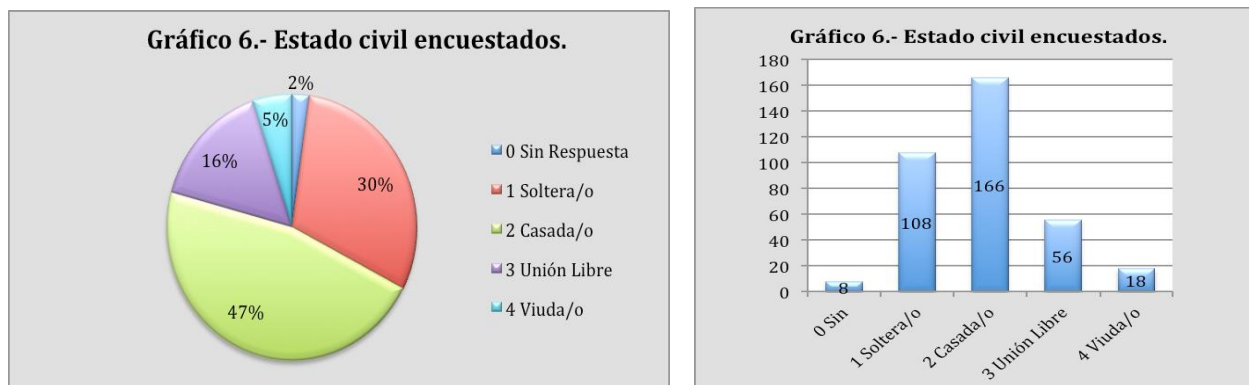 Gráfico 6.- Estado civil encuestados.
2%
5%
30%
16%
47%
0 Sin Respuesta
1 Soltera/o
2 Casada/o
3 Unión Libre
4 Viuda/o
Gráfico 6.- Estado civil encuestados.
180
160
140
120
100
80
60
40
20
0
8
108
166
56
18
0 Sin
1 Soltera/o
2 Casada/o
3 Unión Libre
4 Viuda/o